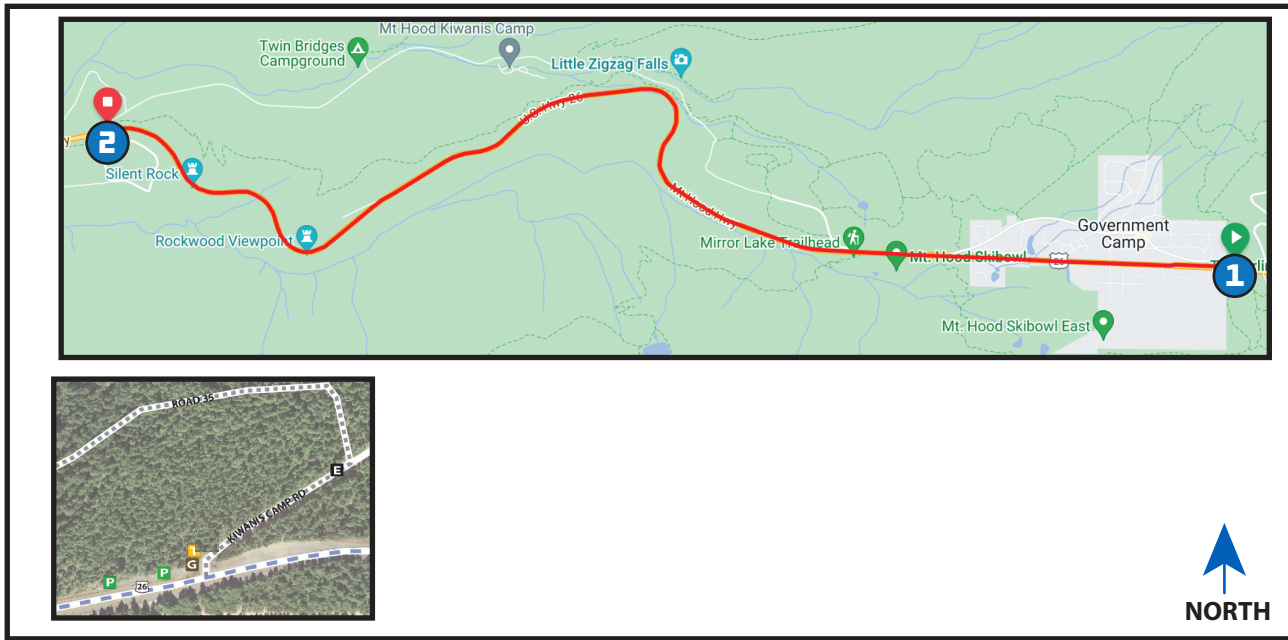 Mt Hood Kiwanis Camp
Twin Bridges
Campground
Little Zigzag Falls
U.S. Hwy 26
y
2
Silent Rock
Rockwood Viewpoint
Mt Hood Hwy
Mirror Lake Trailhead
Mt. Hood Skibowl
26
Government
Camp
1
Mt. Hood Skibowl East
ROAD 35
E
KIWANIS CAMP RD
L
G
P
P
26
NORTH